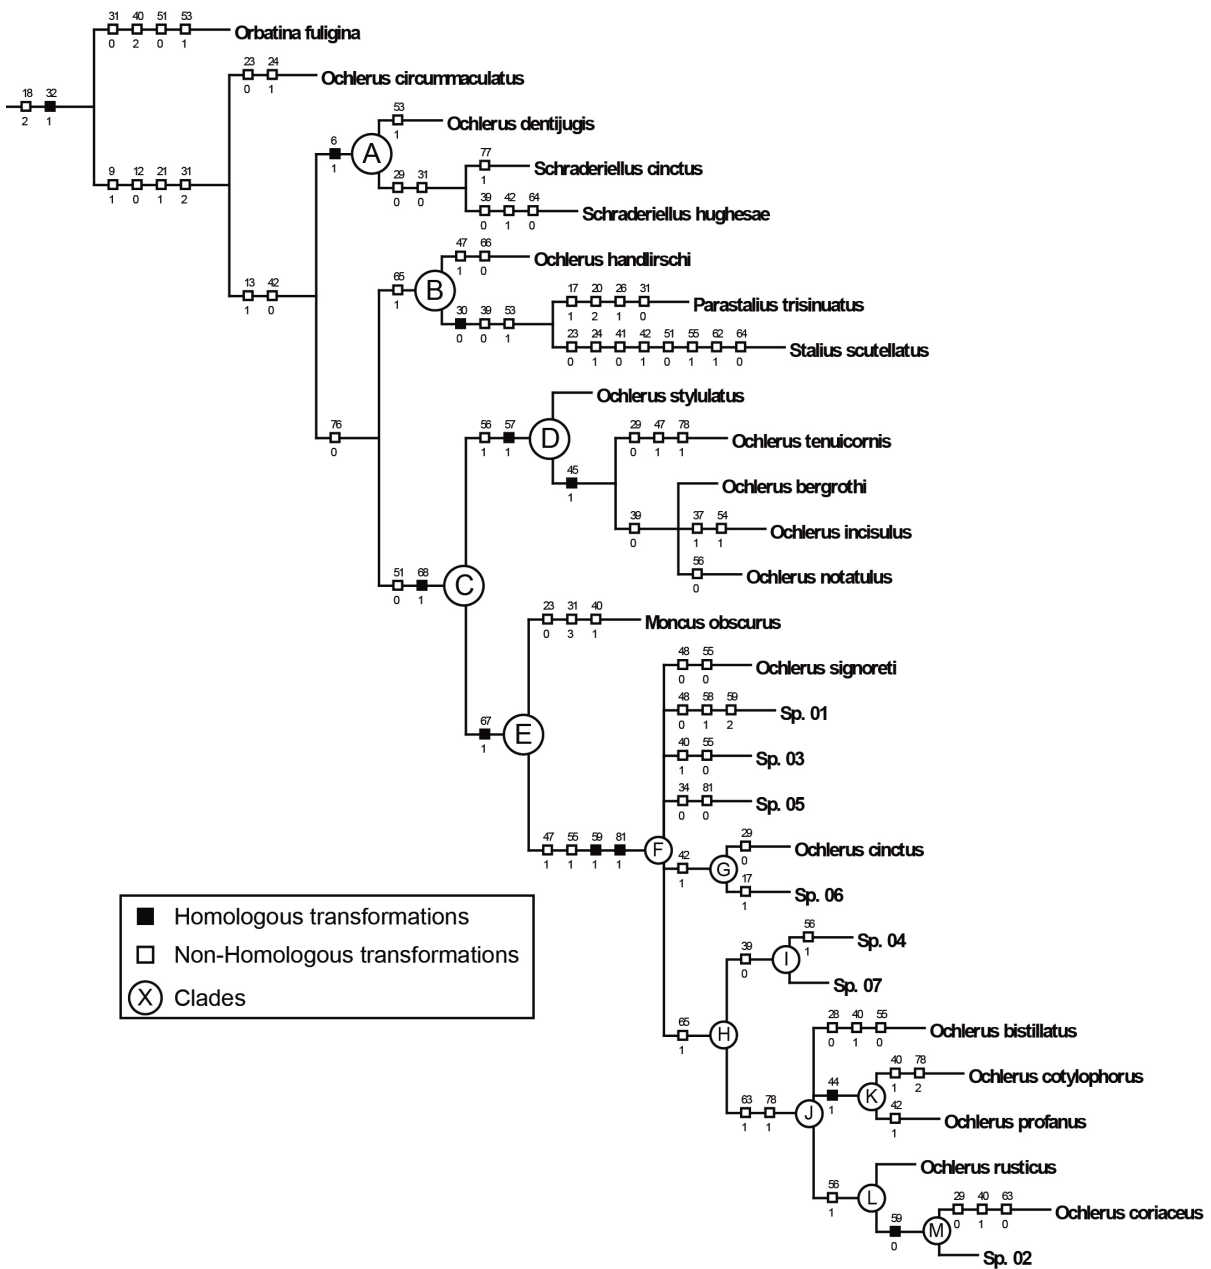 31 40 51 53
Orbatina fuligina
0 2 0 1
23 24
Ochlerus circummaculatus
0 1
18 32
2 1
53
Ochlerus dentijugis
1
6
A
1
77
Schraderiellus cinctus
1
9 12 21 31
1 0 1 2
29 31
0 0
39 42 64
Schraderiellus hughesae
0 1 0
47 66
Ochlerus handlirschi
1 0
65
B
1
13 42
1 0
17 20 26 31
Parastalius trisinuatus
1 2 1 0
30 39 53
0 0 1
23 24 41 42 51 55 62 64
Stalius scutellatus
0 1 0 1 0 1 1 0
Ochlerus stylulatus
76
0
56 57
D
1 1
29 47 78
Ochlerus tenuicornis
0 1 1
45
1
Ochlerus bergrothi
39
0
37 54
Ochlerus incisulus
1 1
56
Ochlerus notatulus
0
51 68
C
0 1
23 31 40
Moncus obscurus
0 3 1
48 55
Ochlerus signoreti
0 0
48 58 59
Sp. 01
0 1 2
67
E
1
40 55
Sp. 03
1 0
34 81
Sp. 05
0 0
47 55 59 81
F
1 1 1 1
29
Ochlerus cinctus
0
42
G
1
17
Sp. 06
1
Homologous transformations
Non-Homologous transformations
X Clades
56
Sp. 04
1
39
I
0
Sp. 07
65
H
1
28 40 55
Ochlerus bistillatus
0 1 0
40 78
Ochlerus cotylophorus
1 2
44
K
1
63 78
J
1 1
42
Ochlerus profanus
1
Ochlerus rusticus
56
L
1
29 40 63
Ochlerus coriaceus
0 1 0
59
M
0
Sp. 02